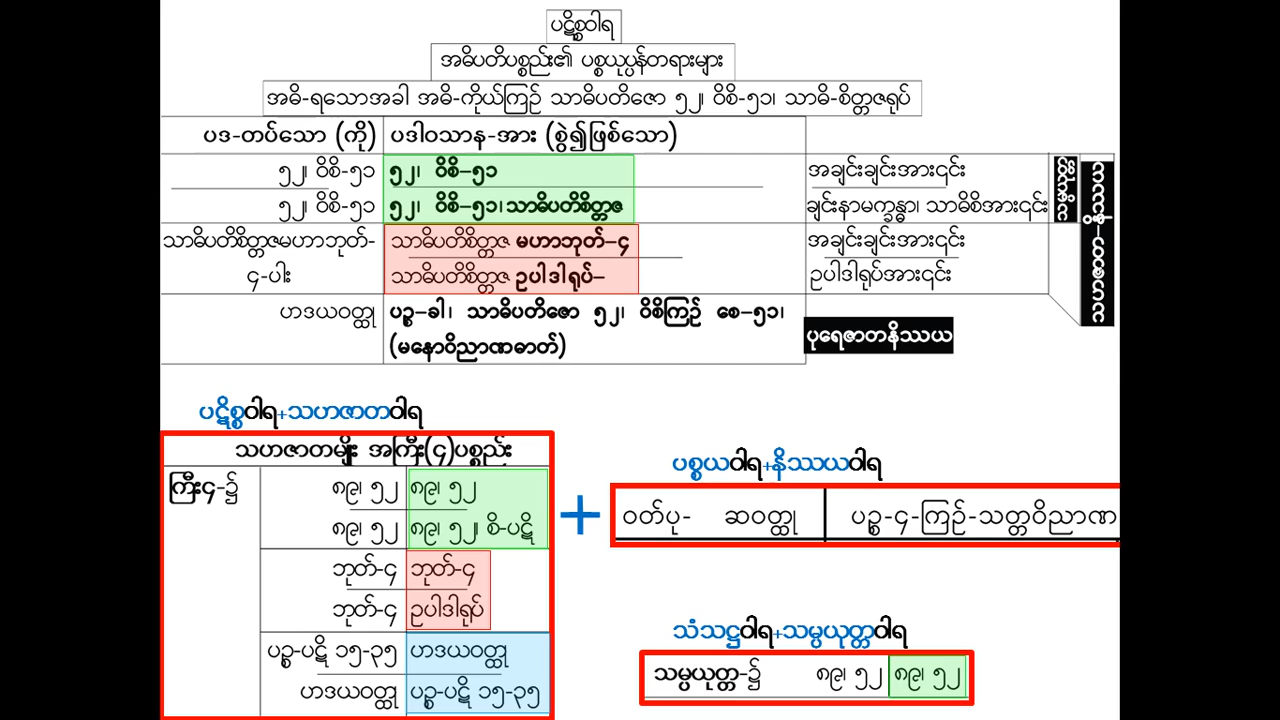 ပဋိစ္စဝါရ
အဓိပတိပစ္စည်း၏ ပစ္စယုပ္ပန်တရားများ
အဓိ-ရသောအခါ အဓိ-ကိုယ်ကြဉ် သာဓိပတိဇော ၅၂၊ ဝိစိ-၅၁၊ သာဓိ-စိတ္တဇရုပ်
ပဒ-တပ်သော (ကို) ပဒါဝသာန-အား (စွဲ၍ဖြစ်သော)
၅၂၊ ဝိစိ-၅၁ ၅၂၊ ဝိစိ–၅၁ အချင်းချင်းအား၎င်း
၅၂၊ ဝိစိ-၅၁ ၅၂၊ ဝိစိ–၅၁၊သာဓိပတိစိတ္တဇ ချင်းနာမက္ခန္ဓာ၊ သာဓိစိအား၎င်း
သာဓိပတိစိတ္တဇမဟာဘုတ်- သာဓိပတိစိတ္တဇ မဟာဘုတ်–၄ အချင်းချင်းအား၎င်း
၄-ပါး သာဓိပတိစိတ္တဇ ဥပါဒါရုပ်– ဥပါဒါရုပ်အား၎င်း
ဟဒယဝတ္ထု ပဉ္စ–ခါ၊ သာဓိပတိဇော ၅၂၊ ဝိစိကြဉ် စေ–၅၁၊
(မနောဝိညာဏဓာတ်) ပုရေဇာတနိဿယ
ပဋိစ္စဝါရ+သဟဇာတဝါရ
သဟဇာတမျိုး အကြီး(၄)ပစ္စည်း
ကြီး၄-၌ ၈၉၊ ၅၂ ၈၉၊ ၅၂
၈၉၊ ၅၂ ၈၉၊ ၅၂၊ စိ-ပဋိ
ဘုတ်-၄ ဘုတ်-၄
ဘုတ်-၄ ဥပါဒါရုပ်
ပဉ္စ-ပဋိ ၁၅-၃၅ ဟဒယဝတ္ထု
ဟဒယဝတ္ထု ပဉ္စ-ပဋိ ၁၅-၃၅
+
ပစ္စယဝါရ+နိဿယဝါရ
ဝတ်ပု- ဆဝတ္ထု ပဉ္စ-၄-ကြဉ်-သတ္တဝိညာဏ
သံသဋ္ဌဝါရ+သမ္ပယုတ္တဝါရ
သမ္ပယုတ္တ-၌ ၈၉၊ ၅၂ ၈၉၊ ၅၂